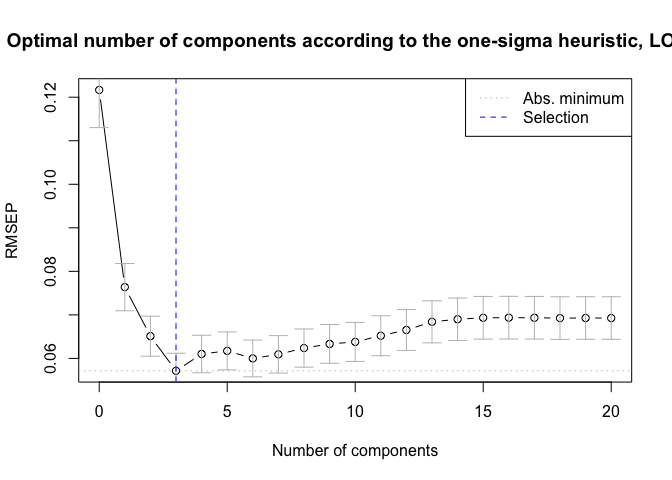 Optimal number of components according to the one-sigma heuristic, LO
0.12
0.10
0.08
0.06
RMSEP
Abs. minimum
Selection
0 5 10 15 20
Number of components